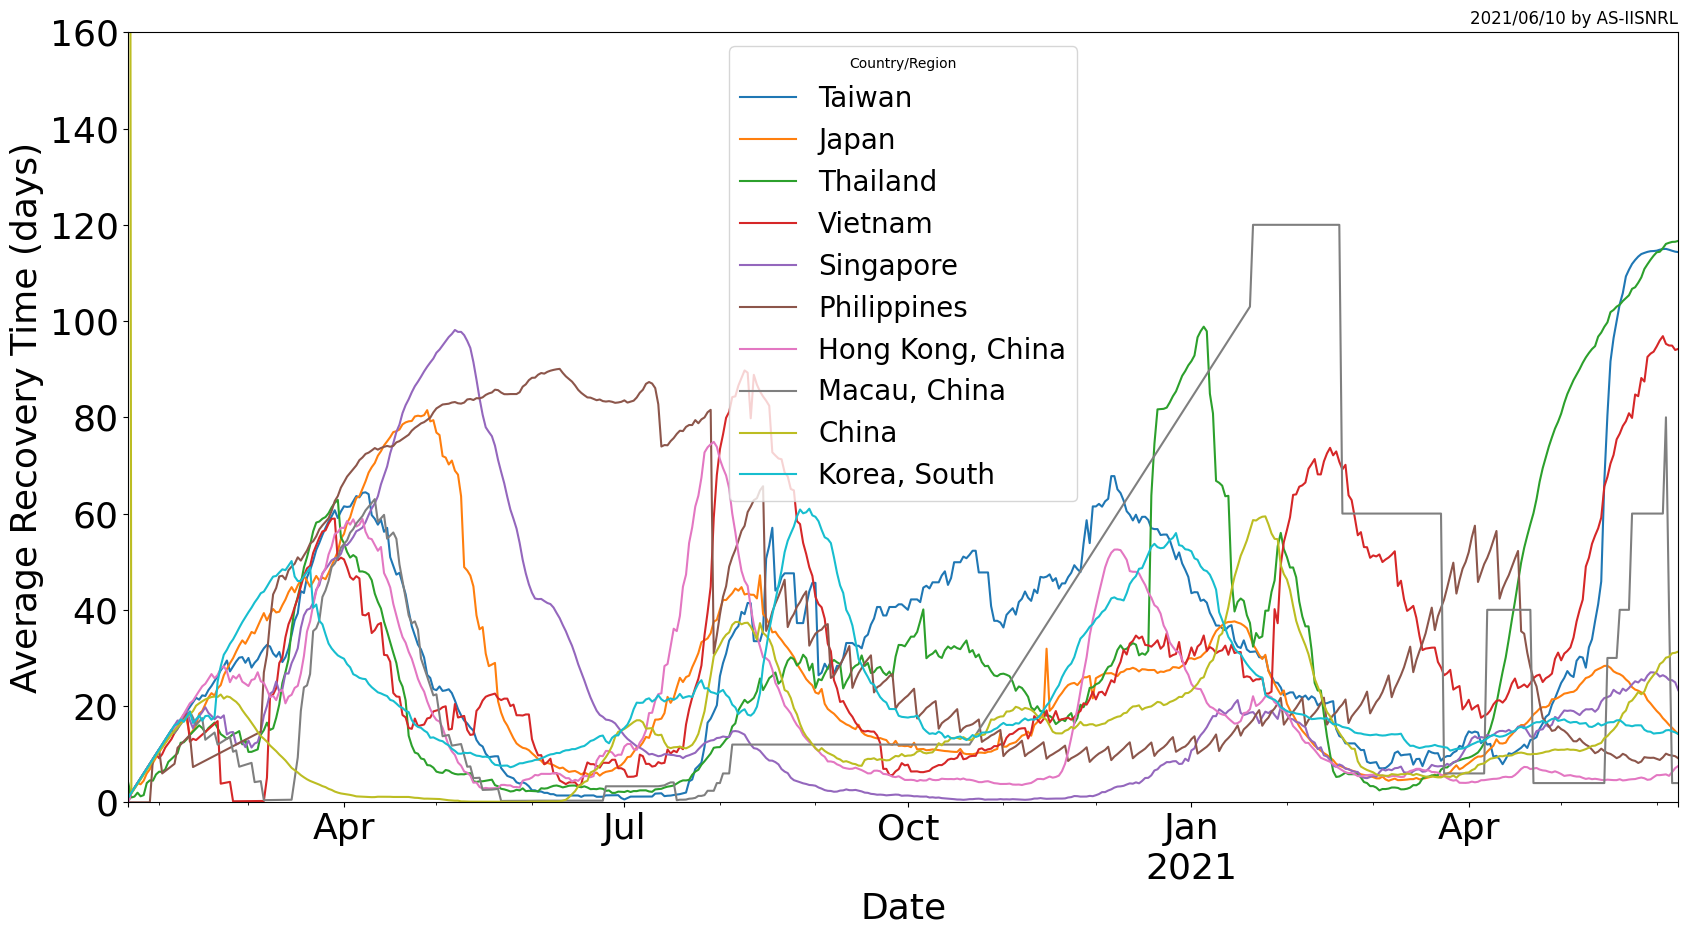 2021/06/10 by AS-IISNRL
Average Recovery Time (days)
160
140
120
100
80
60
40
20
0
Country/Region
Taiwan
Japan
Thailand
Vietnam
Singapore
Philippines
Hong Kong, China
Macau, China
China
Korea, South
Apr
Jul
Oct
Jan
2021
Apr
Date